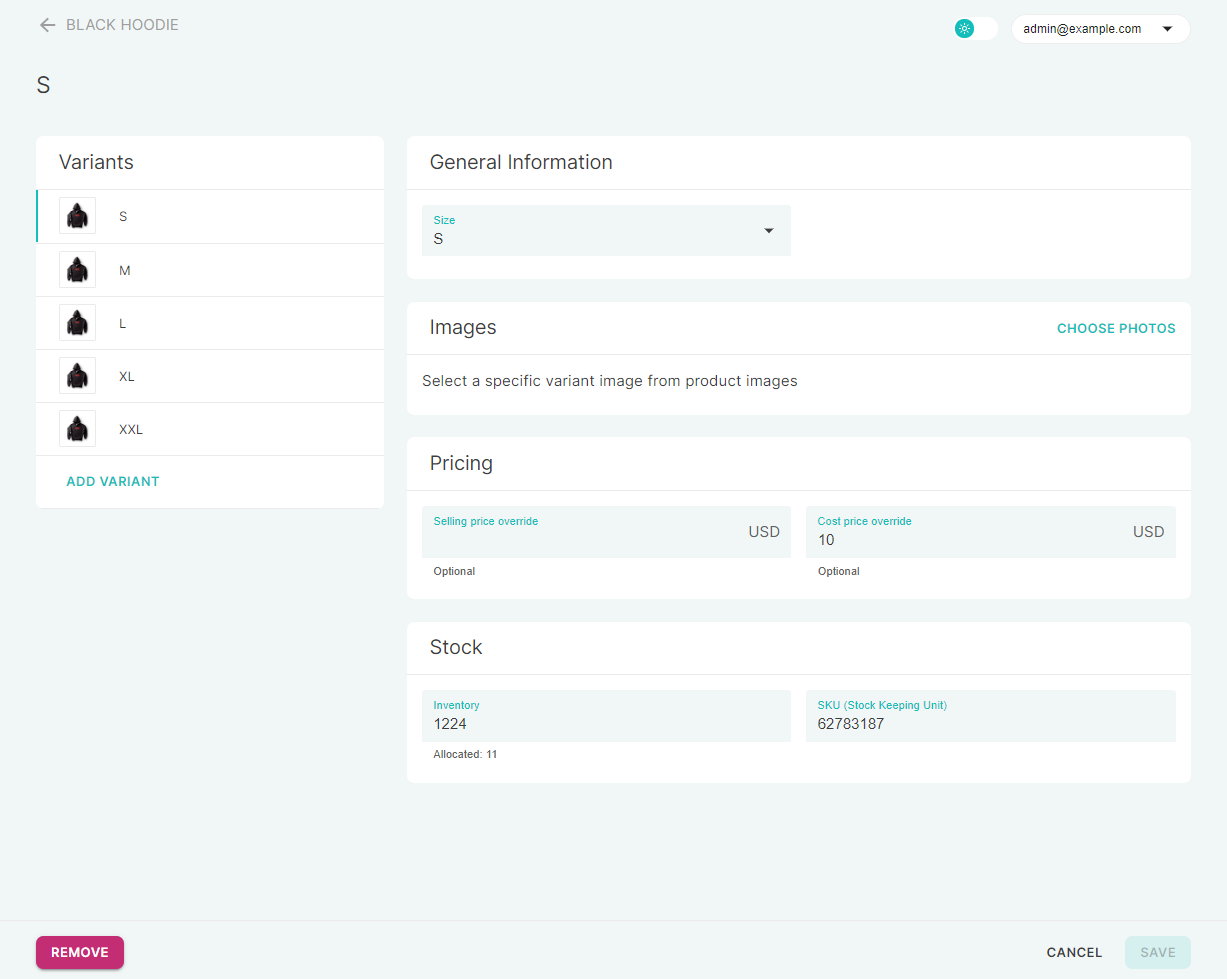 BLACK HOODIE
admin@example.com
S
Variants
S
M
L
XL
XXL
ADD VARIANT
General Information
Size
S
Images
CHOOSE PHOTOS
Select a specific variant image from product images
Pricing
Selling price override
USD
Optional
Cost price override
10
USD
Optional
Stock
Inventory
1224
Allocated: 11
SKU (Stock Keeping Unit)
62783187
REMOVE
CANCEL
SAVE